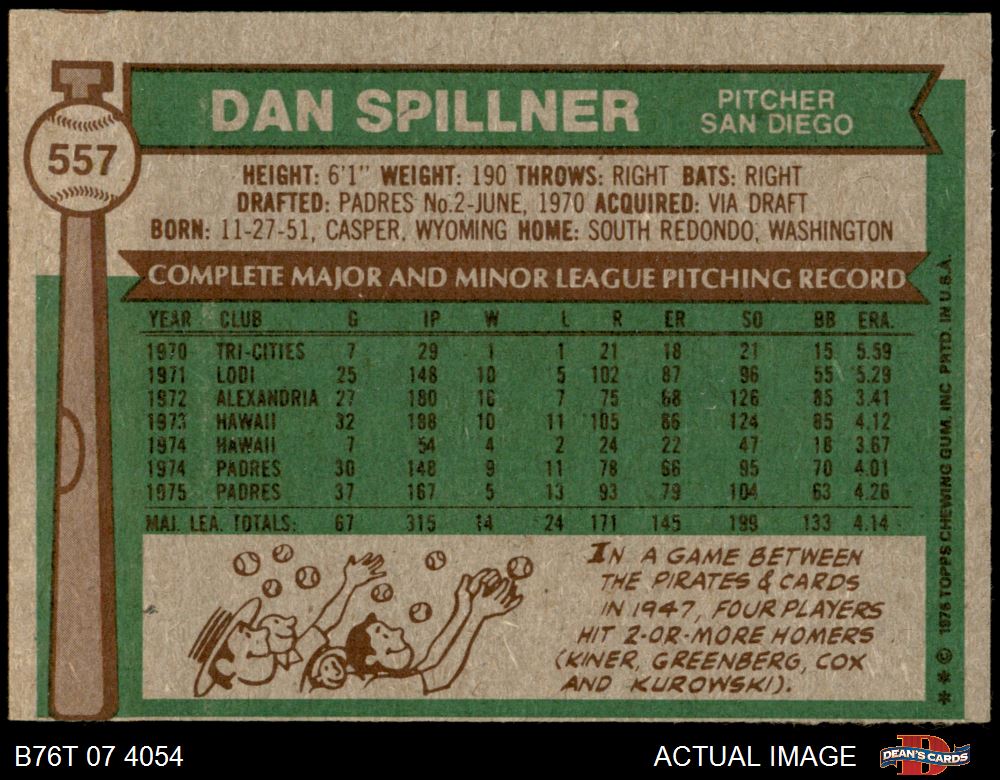 557
DAN SPILLNER
PITCHER
SAN DIEGO
HEIGHT: 6'1" WEIGHT: 190 THROWS: RIGHT BATS: RIGHT
DRAFTED: PADRES No.2-JUNE, 1970 ACQUIRED: VIA DRAFT
BORN: 11-27-51, CASPER, WYOMING HOME: SOUTH REDONDO, WASHINGTON
COMPLETE MAJOR AND MINOR LEAGUE PITCHING RECORD
YEAR CLUB G IP W L R ER SO BB ERA.
1970 TRI-CITIES 7 29 1 1 21 18 21 15 5.59
1971 LODI 25 148 10 5 102 87 96 55 5.29
1972 ALEXANDRIA 27 180 16 7 75 68 126 85 3.41
1973 HAWAII 32 188 10 11 105 86 124 85 4.12
1974 HAWAII 7 54 4 2 24 22 47 18 3.67
1974 PADRES 30 148 9 11 78 66 95 70 4.01
1975 PADRES 37 167 5 13 93 79 104 63 4.26
MAJ. LEA. TOTALS: 67 315 14 24 171 145 199 133 4.14
IN A GAME BETWEEN
THE PIRATES & CARDS
IN 1947, FOUR PLAYERS
HIT 2-OR-MORE HOMERS
(KINER, GREENBERG, COX
AND KUROWSKI).
* * © 1976 TOPPS CHEWING GUM, INC. PRTD. IN U.S.A.
B76T 07 4054
ACTUAL IMAGE
DEAN'S CARDS